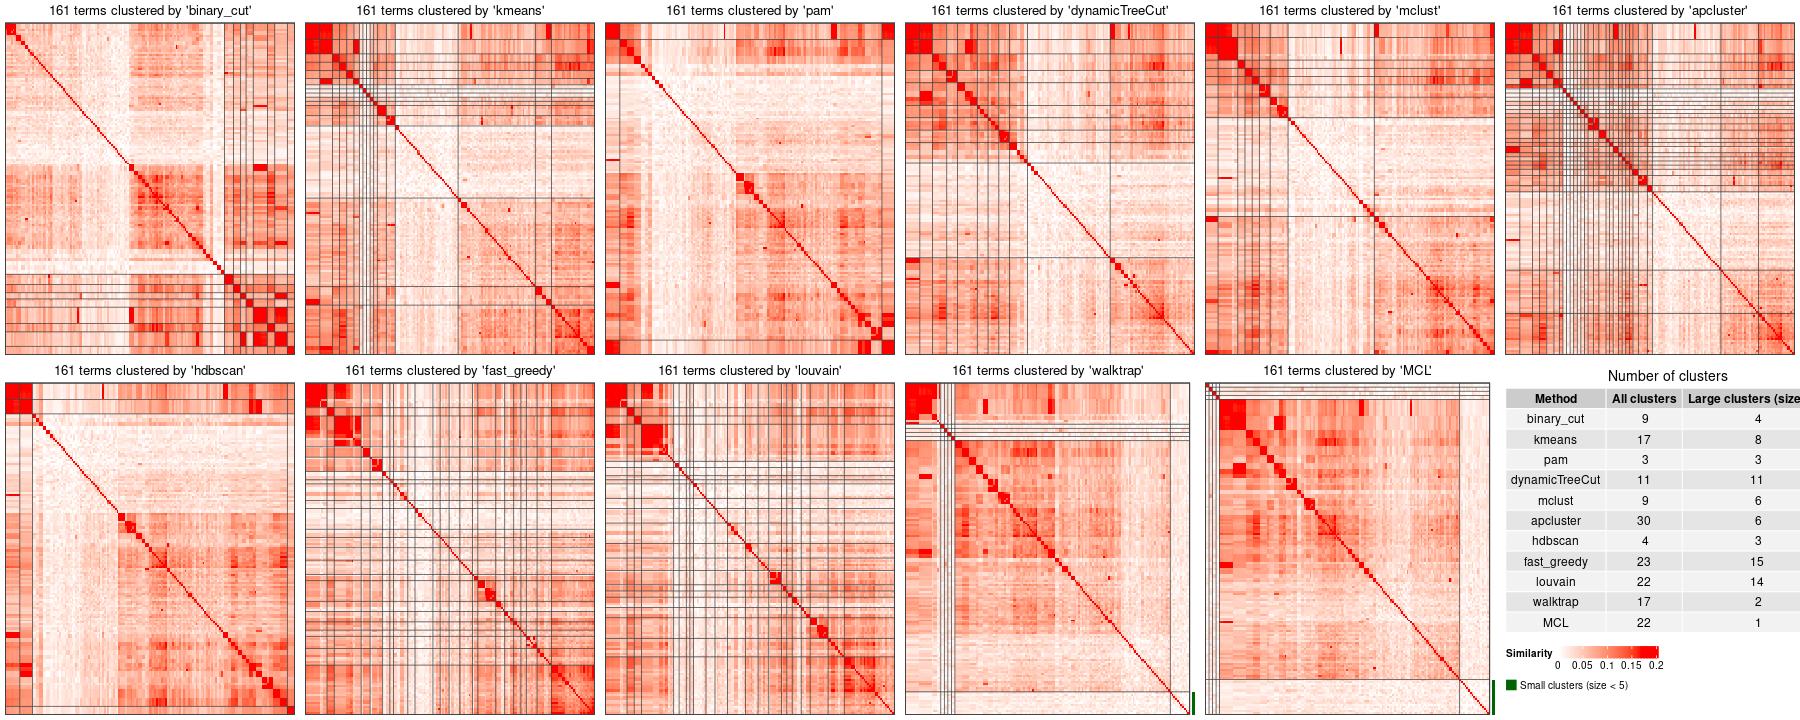 161 terms clustered by 'binary_cut'
161 terms clustered by 'kmeans'
161 terms clustered by 'pam'
161 terms clustered by 'dynamicTreeCut'
161 terms clustered by 'mclust'
161 terms clustered by 'apcluster'
161 terms clustered by 'hdbscan'
161 terms clustered by 'fast_greedy'
161 terms clustered by 'louvain'
161 terms clustered by 'walktrap'
161 terms clustered by 'MCL'
Number of clusters
Method All clusters Large clusters (size
binary_cut 9 4
kmeans 17 8
pam 3 3
dynamicTreeCut 11 11
mclust 9 6
apcluster 30 6
hdbscan 4 3
fast_greedy 23 15
louvain 22 14
walktrap 17 2
MCL 22 1
Similarity
0 0.05 0.1 0.15 0.2
Small clusters (size < 5)